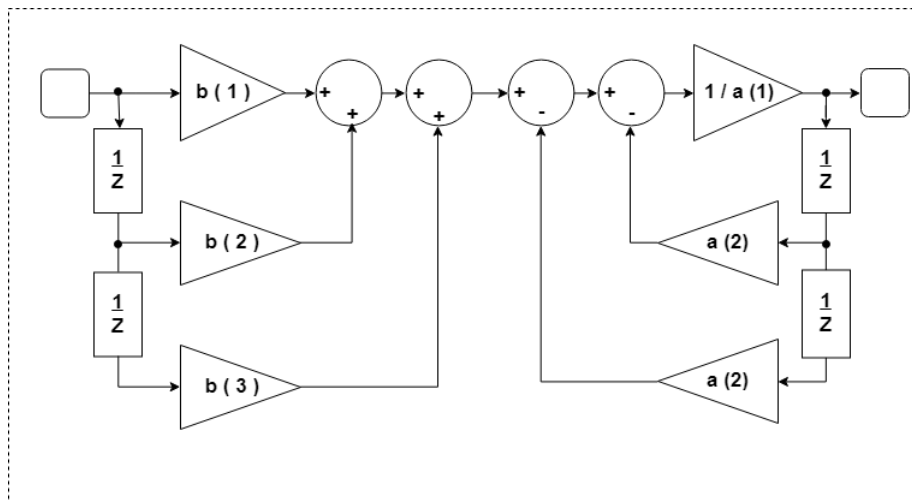 b ( 1 )
+
+
+
+
+
-
+
-
1 / a (1)
1
Z
1
Z
b ( 2 )
a (2)
1
Z
1
Z
b ( 3 )
a (2)